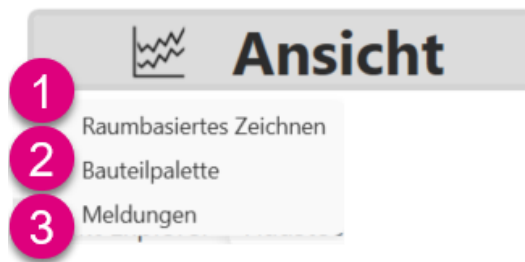 Ansicht
1
Raumbasiertes Zeichnen
2
Bauteilpalette
3
Meldungen